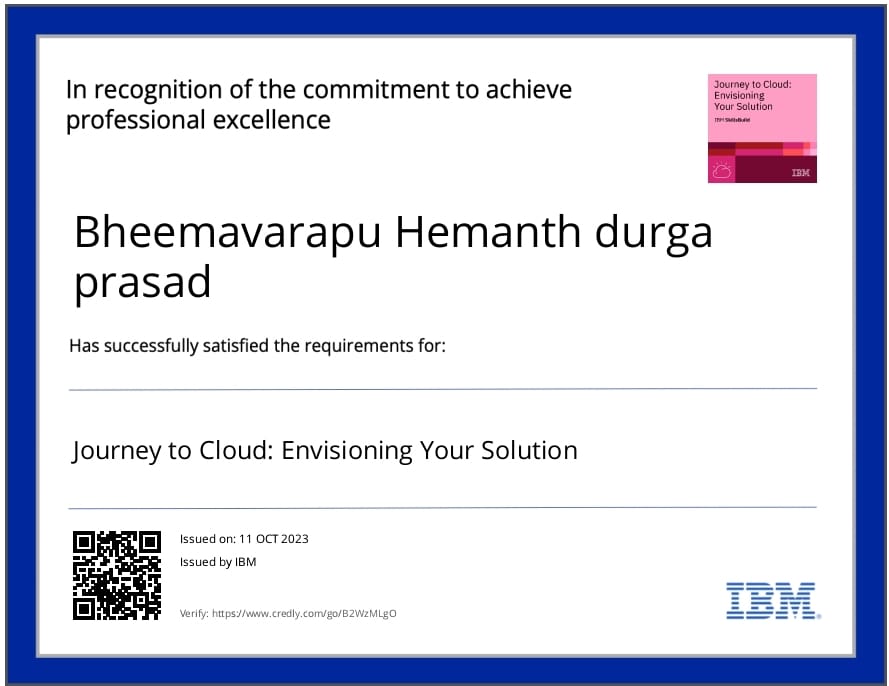 In recognition of the commitment to achieve
professional excellence
Journey to Cloud:
Envisioning
Your Solution
IBM SkillsBuild
IBM
Bheemavarapu Hemanth durga
prasad
Has successfully satisfied the requirements for:
Journey to Cloud: Envisioning Your Solution
Issued on: 11 OCT 2023
Issued by IBM
Verify: https://www.credly.com/go/B2WzMLgO
IBM®